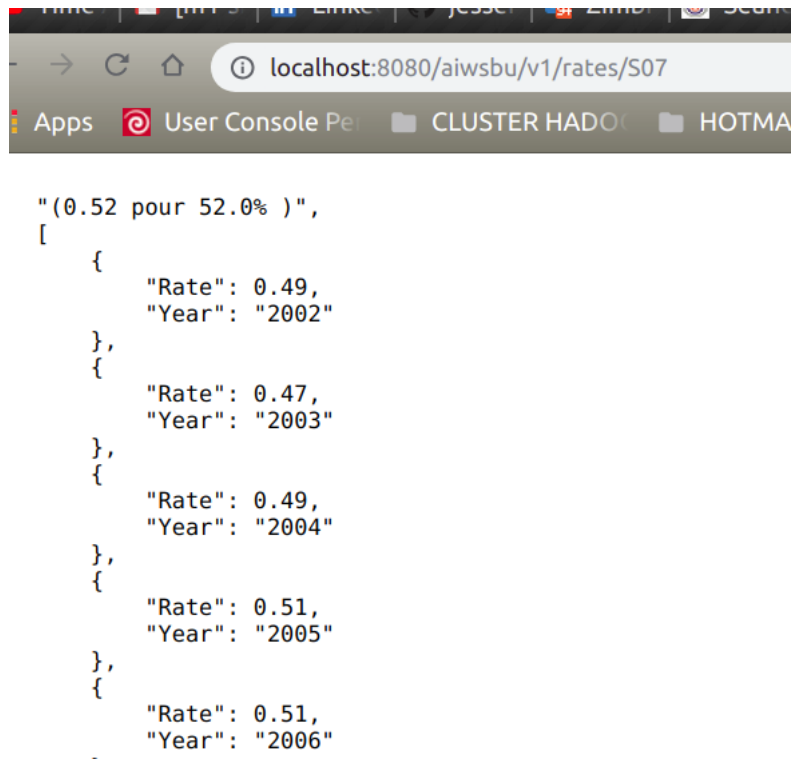 localhost:8080/aiwsbu/v1/rates/S07
Apps User Console Pe CLUSTER HADO HOTMA
"(0.52 pour 52.0% )",
[
{
"Rate": 0.49,
"Year": "2002"
},
{
"Rate": 0.47,
"Year": "2003"
},
{
"Rate": 0.49,
"Year": "2004"
},
{
"Rate": 0.51,
"Year": "2005"
},
{
"Rate": 0.51,
"Year": "2006"